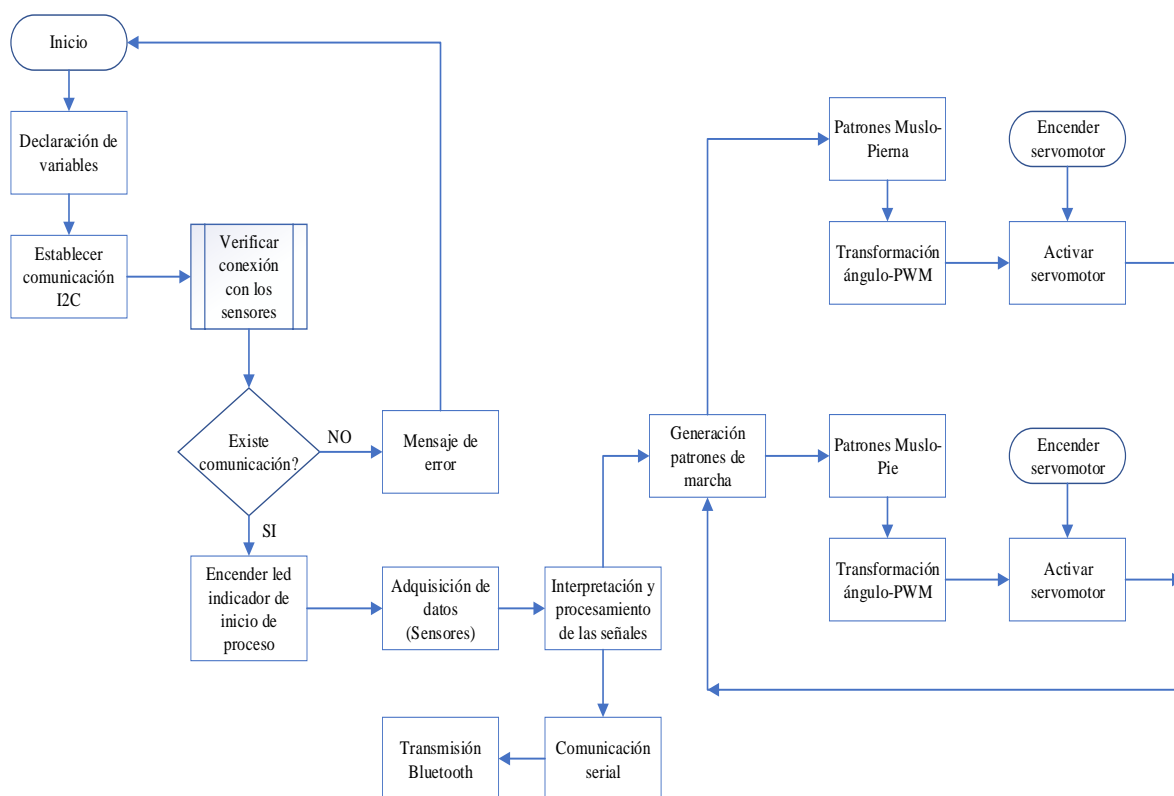 Inicio
Declaración de
variables
Establecer
comunicación
I2C
Verificar
conexión
con los
sensores
Existe
comunicación?
NO
Mensaje de
error
SI
Encender led
indicador de
inicio de
proceso
Adquisición de
datos
(Sensores)
Interpretación y
procesamiento
de las señales
Comunicación
serial
Transmisión
Bluetooth
Generación
patrones de
marcha
Patrones Muslo-
Pierna
Transformación
ángulo-PWM
Encender
servomotor
Activar
servomotor
Patrones Muslo-
Pie
Transformación
ángulo-PWM
Encender
servomotor
Activar
servomotor